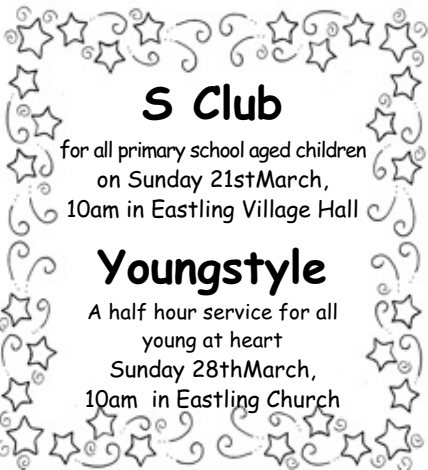 S Club
for all primary school aged children
on Sunday 21stMarch,
10am in Eastling Village Hall
Youngstyle
A half hour service for all
young at heart
Sunday 28thMarch,
10am  in Eastling Church